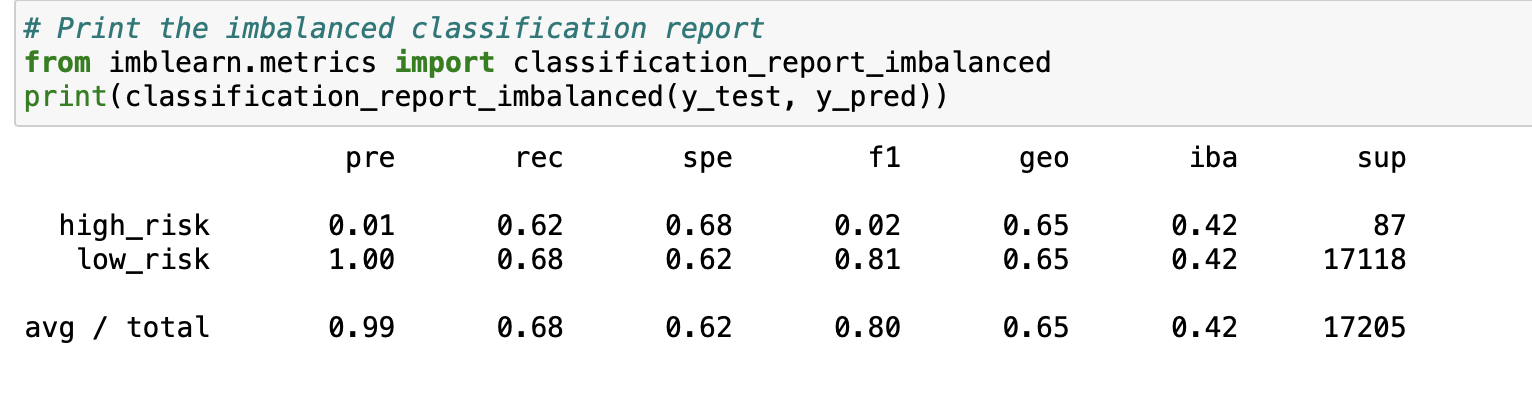 # Print the imbalanced classification report
from imblearn.metrics import classification_report_imbalanced
print(classification_report_imbalanced(y_test, y_pred))
pre rec spe f1 geo iba sup
high_risk 0.01 0.62 0.68 0.02 0.65 0.42 87
low_risk 1.00 0.68 0.62 0.81 0.65 0.42 17118
avg / total 0.99 0.68 0.62 0.80 0.65 0.42 17205